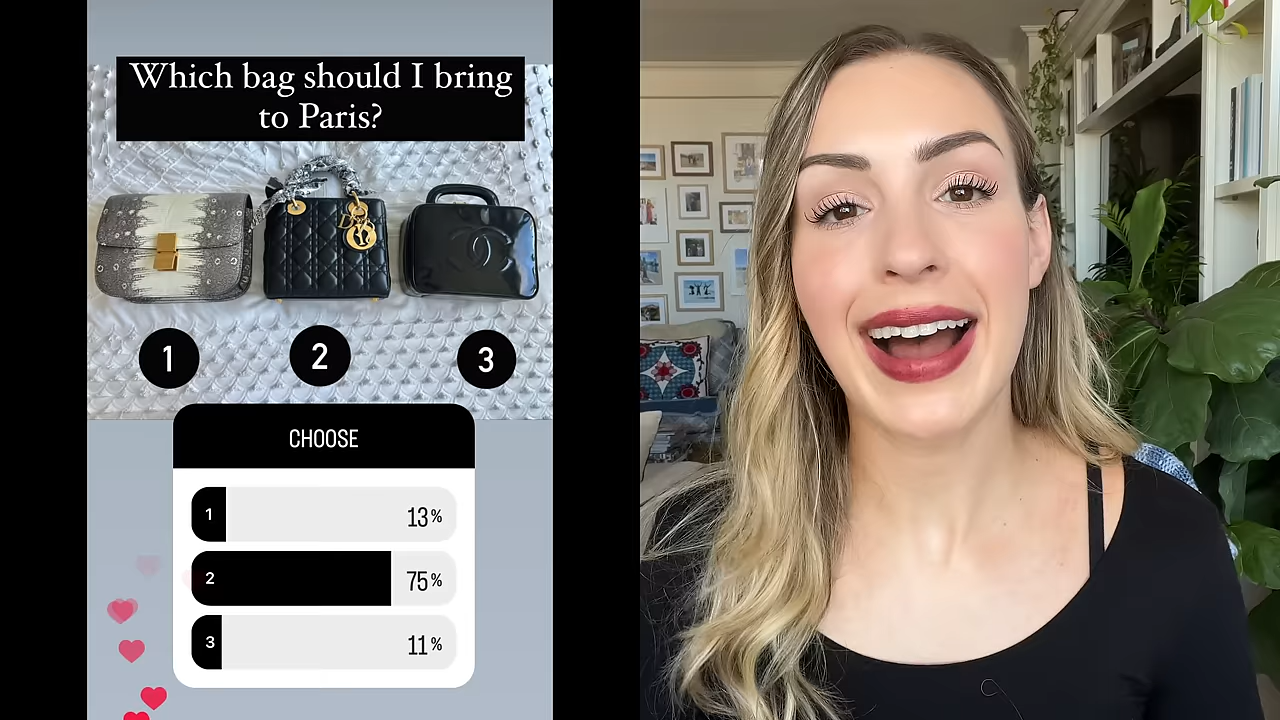 Which bag should I bring
to Paris?
1
2
3
CHOOSE
1 13%
2 75%
3 11%